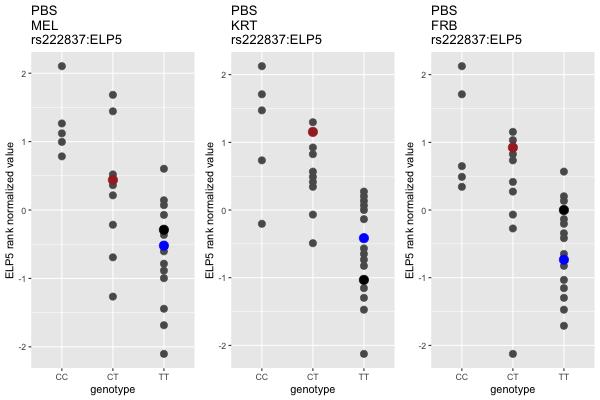 PBS
MEL
rs222837:ELP5
ELP5 rank normalized value
2
1
0
-1
-2
CC
CT
TT
genotype
PBS
KRT
rs222837:ELP5
ELP5 rank normalized value
2
1
0
-1
-2
CC
CT
TT
genotype
PBS
FRB
rs222837:ELP5
ELP5 rank normalized value
2
1
0
-1
-2
CC
CT
TT
genotype